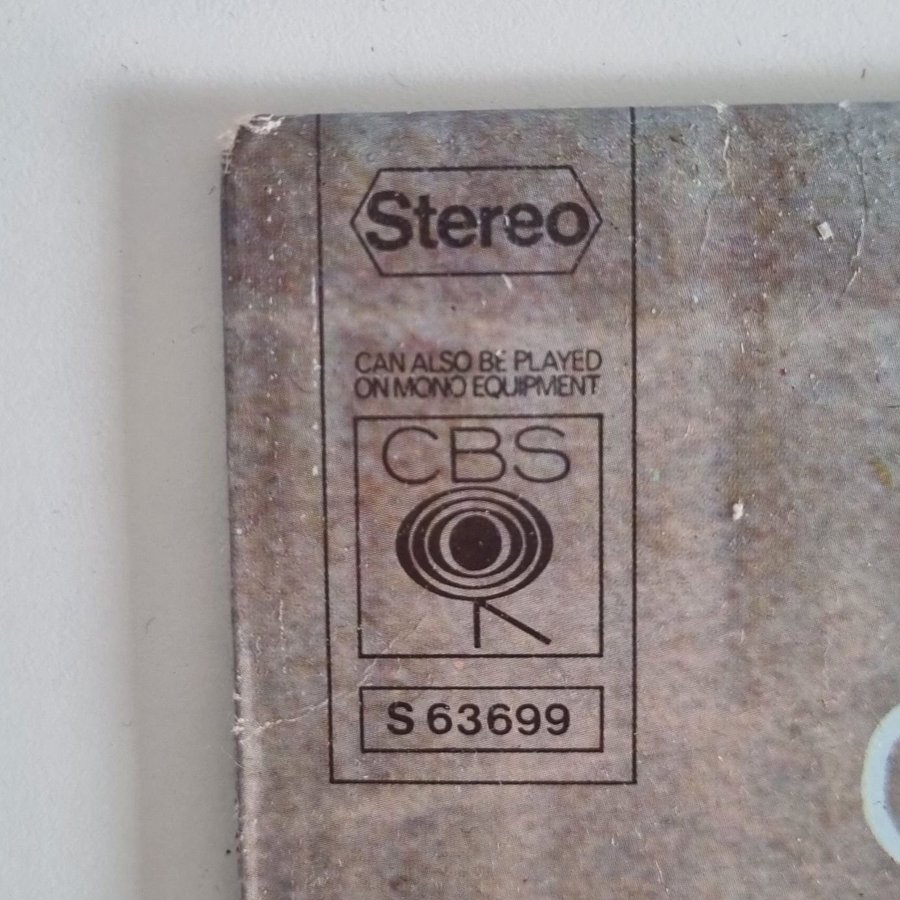 Stereo
CAN ALSO BE PLAYED
ON MONO EQUIPMENT
CBS
S 63699